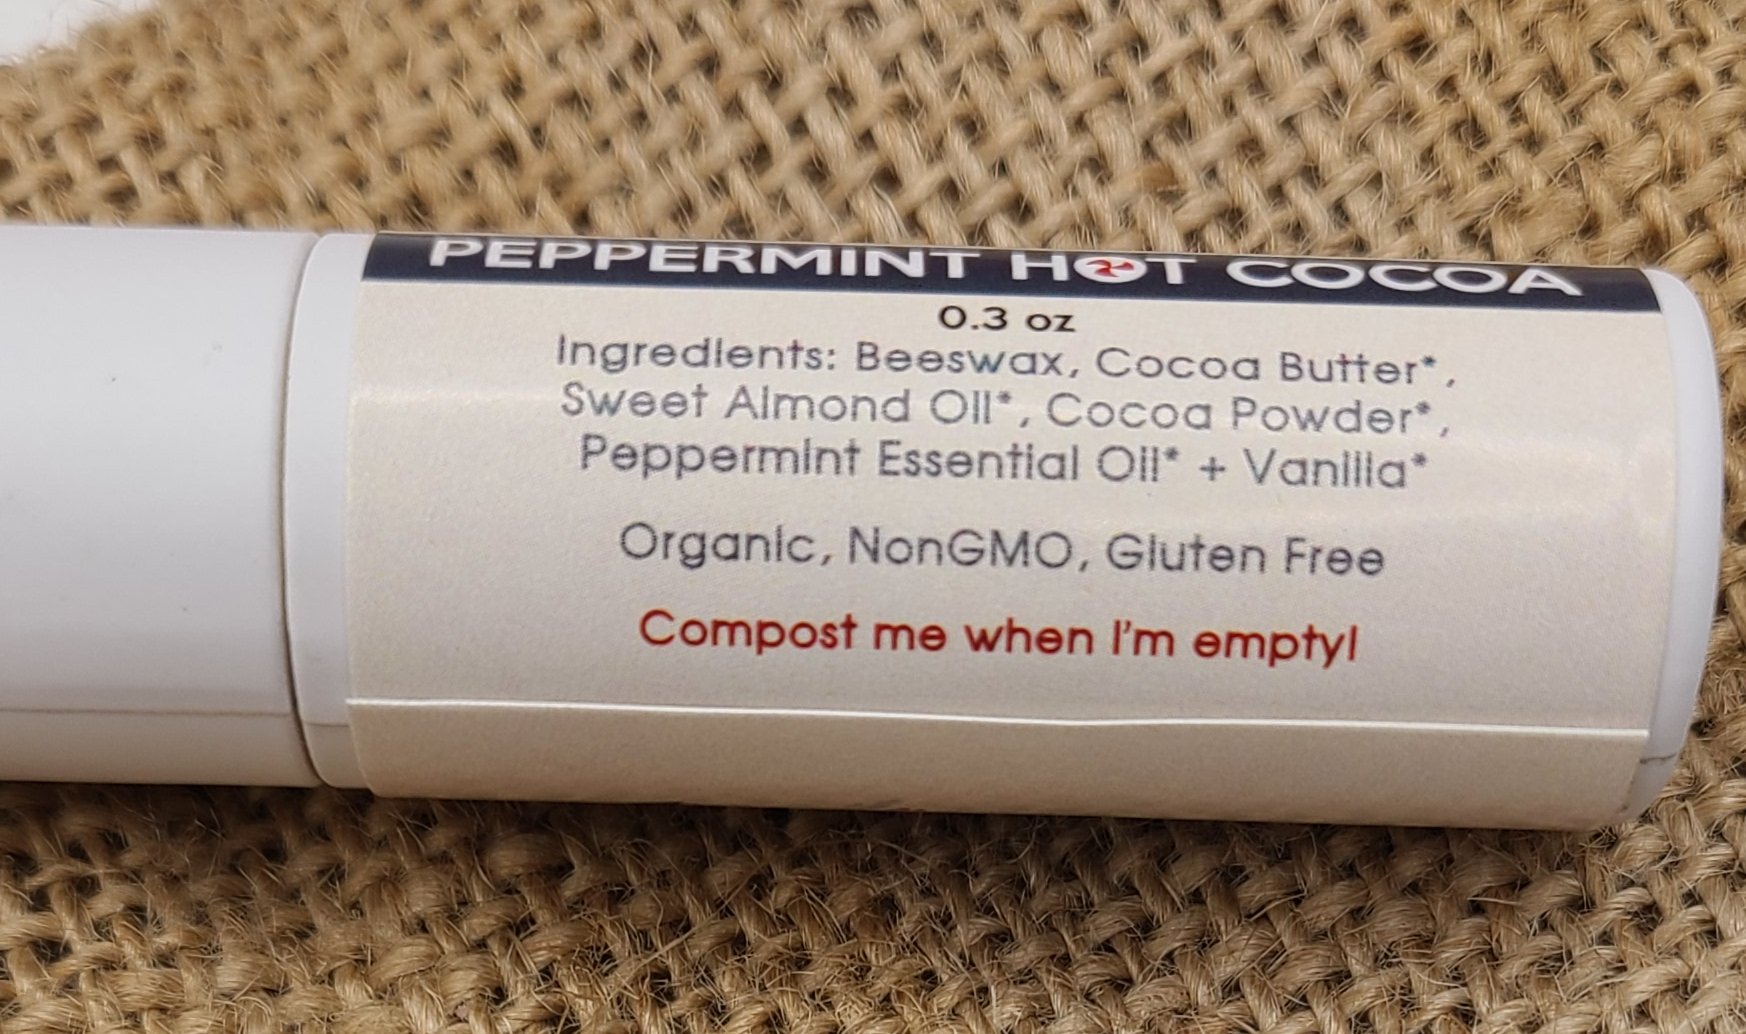 PEPPERMINT HOT COCOA
0.3 oz
Ingredients: Beeswax, Cocoa Butter*,
Sweet Almond Oil*, Cocoa Powder*,
Peppermint Essential Oil* + Vanilla*
Organic, NonGMO, Gluten Free
Compost me when I'm empty!